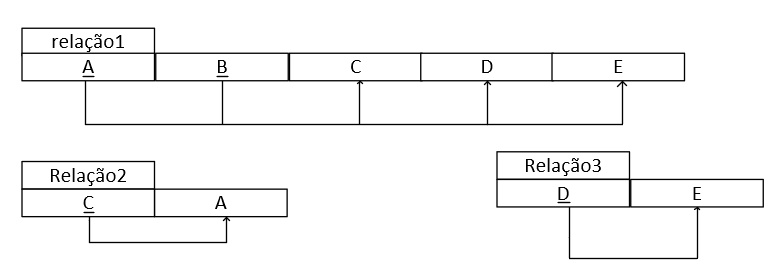 relação1
A B C D E
Relação2
C A
Relação3
D E